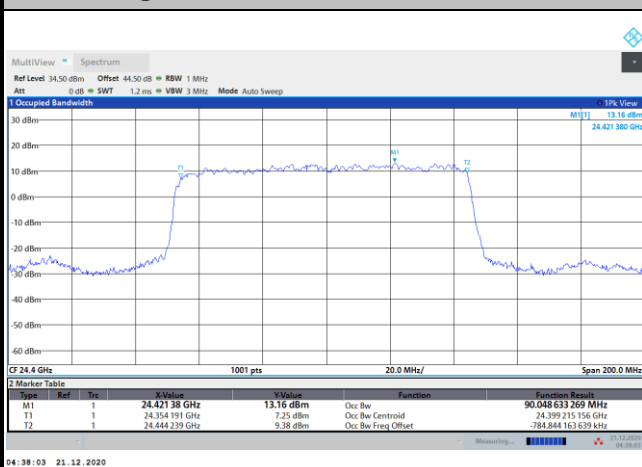 MultiView Spectrum
Ref Level 34.50 dBm Offset 44.50 dB RBW 1 MHz
Att 0 dB SWT 1.2 ms VBW 3 MHz Mode Auto Sweep
1 Occupied Bandwidth 1Pk View
M1[1] 13.16 dBm
24.421 380 GHz
30 dBm
20 dBm
M1
T1 T2
10 dBm
0 dBm
-10 dBm
-20 dBm
-30 dBm
-40 dBm
-50 dBm
-60 dBm
CF 24.4 GHz 1001 pts 20.0 MHz/ Span 200.0 MHz
2 Marker Table
Type Ref Trc X-Value Y-Value Function Function Result
M1 1 24.421 38 GHz 13.16 dBm Occ Bw 90.048 633 269 MHz
T1 1 24.354 191 GHz 7.25 dBm Occ Bw Centroid 24.399 215 156 GHz
T2 1 24.444 239 GHz 9.38 dBm Occ Bw Freq Offset -784.844 163 639 kHz
Measuring... 21.12.2020
04:38:03
04:38:03 21.12.2020